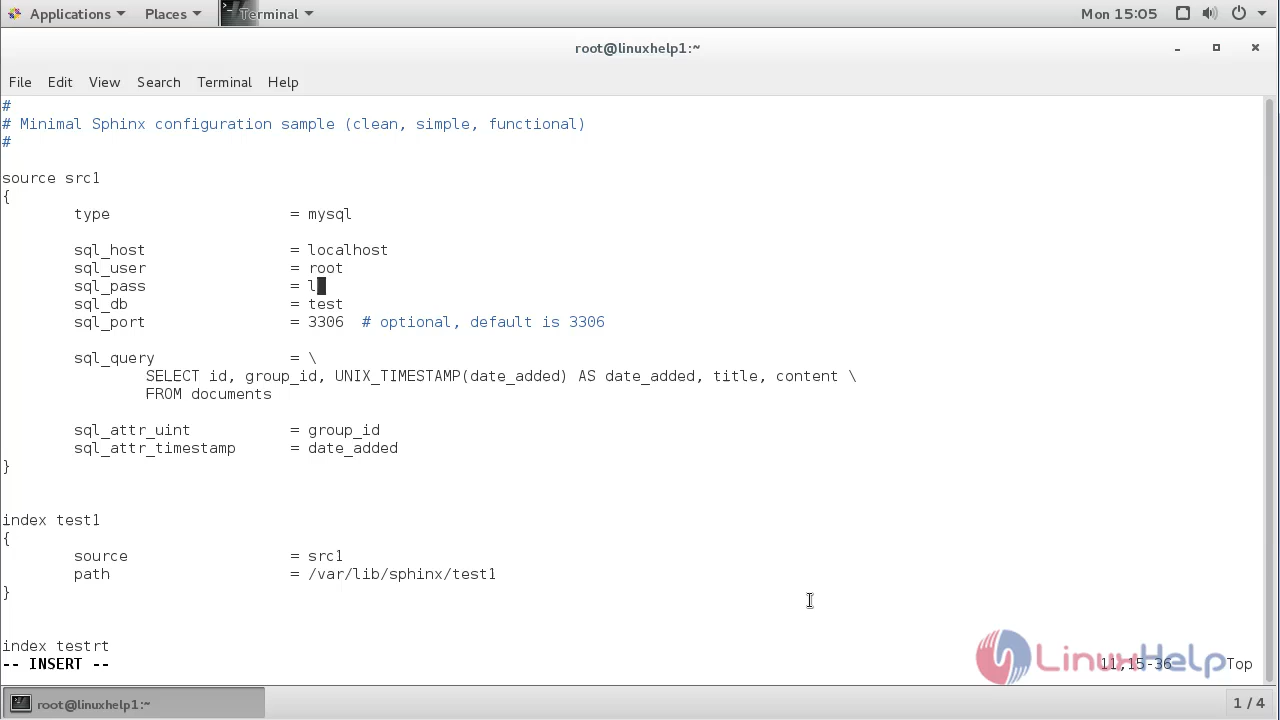 Applications Places Terminal Mon 15:05
root@linuxhelp1:~
File Edit View Search Terminal Help
#
# Minimal Sphinx configuration sample (clean, simple, functional)
#
source src1
{
type = mysql
sql_host = localhost
sql_user = root
sql_pass = l
sql_db = test
sql_port = 3306 # optional, default is 3306
sql_query = \
SELECT id, group_id, UNIX_TIMESTAMP(date_added) AS date_added, title, content \
FROM documents
sql_attr_uint = group_id
sql_attr_timestamp = date_added
}
index test1
{
source = src1
path = /var/lib/sphinx/test1
}
index testrt
-- INSERT -- 11,15-36 Top
LinuxHelp
root@linuxhelp1:~ 1 / 4